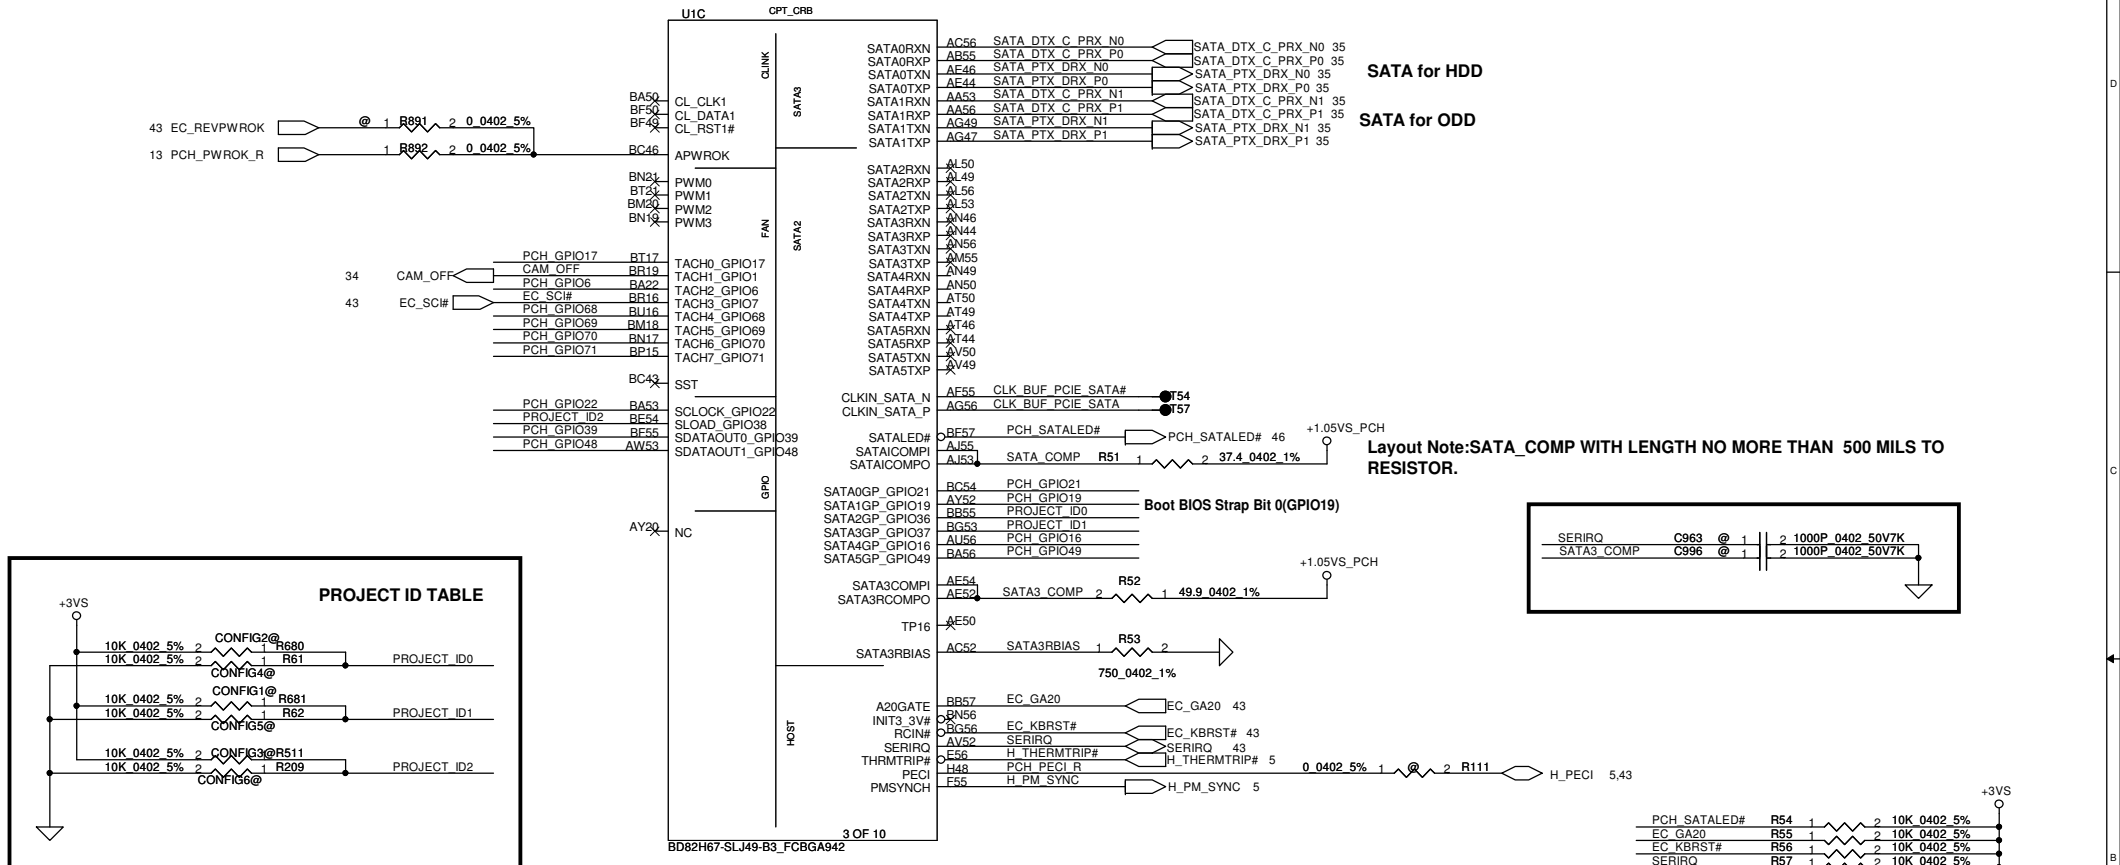 U1C
CPT_CRB
CLINK
SATA3
FAN
SATA2
GPIO
HOST
43 EC_REVPWROK @ 1 R891 2 0_0402_5%
13 PCH_PWROK_R 1 R892 2 0_0402_5%
BA50 CL_CLK1
BF50 CL_DATA1
BF49 CL_RST1#
BC46 APWROK
BN21 PWM0
BT21 PWM1
BM20 PWM2
BN19 PWM3
PCH_GPIO17 BT17 TACH0_GPIO17
34 CAM_OFF CAM_OFF BR19 TACH1_GPIO1
PCH_GPIO6 BA22 TACH2_GPIO6
43 EC_SCI# EC_SCI# BR16 TACH3_GPIO7
PCH_GPIO68 BU16 TACH4_GPIO68
PCH_GPIO69 BM18 TACH5_GPIO69
PCH_GPIO70 BN17 TACH6_GPIO70
PCH_GPIO71 BP15 TACH7_GPIO71
BC43 SST
PCH_GPIO22 BA53 SCLOCK_GPIO22
PROJECT_ID2 BE54 SLOAD_GPIO38
PCH_GPIO39 BF55 SDATAOUT0_GPIO39
PCH_GPIO48 AW53 SDATAOUT1_GPIO48
AY20 NC
SATA0RXN AC56 SATA_DTX_C_PRX_N0 SATA_DTX_C_PRX_N0 35
SATA0RXP AB55 SATA_DTX_C_PRX_P0 SATA_DTX_C_PRX_P0 35
SATA0TXN AE46 SATA_PTX_DRX_N0 SATA_PTX_DRX_N0 35
SATA0TXP AE44 SATA_PTX_DRX_P0 SATA_PTX_DRX_P0 35
SATA1RXN AA53 SATA_DTX_C_PRX_N1 SATA_DTX_C_PRX_N1 35
SATA1RXP AA56 SATA_DTX_C_PRX_P1 SATA_DTX_C_PRX_P1 35
SATA1TXN AG49 SATA_PTX_DRX_N1 SATA_PTX_DRX_N1 35
SATA1TXP AG47 SATA_PTX_DRX_P1 SATA_PTX_DRX_P1 35
SATA for HDD
SATA for ODD
SATA2RXN AL50
SATA2RXP AL49
SATA2TXN AL56
SATA2TXP AL53
SATA3RXN AN46
SATA3RXP AN44
SATA3TXN AN56
SATA3TXP AM55
SATA4RXN AN49
SATA4RXP AN50
SATA4TXN AT50
SATA4TXP AT49
SATA5RXN AT46
SATA5RXP AT44
SATA5TXN AV50
SATA5TXP AV49
CLKIN_SATA_N AF55 CLK_BUF_PCIE_SATA# T54
CLKIN_SATA_P AG56 CLK_BUF_PCIE_SATA T57
SATALED# BF57 PCH_SATALED# PCH_SATALED# 46
+1.05VS_PCH
SATAICOMPI AJ55
SATAICOMPO AJ53 SATA_COMP R51 1 2 37.4_0402_1%
Layout Note:SATA_COMP WITH LENGTH NO MORE THAN 500 MILS TO
RESISTOR.
SATA0GP_GPIO21 BC54 PCH_GPIO21
SATA1GP_GPIO19 AY52 PCH_GPIO19
Boot BIOS Strap Bit 0(GPIO19)
SATA2GP_GPIO36 BB55 PROJECT_ID0
SATA3GP_GPIO37 BG53 PROJECT_ID1
SATA4GP_GPIO16 AU56 PCH_GPIO16
SATA5GP_GPIO49 BA56 PCH_GPIO49
+1.05VS_PCH
SATA3COMPI AE54
SATA3RCOMPO AE52 SATA3_COMP 2 R52 1 49.9_0402_1%
TP16 AE50
SATA3RBIAS AC52 SATA3RBIAS 1 R53 2
750_0402_1%
A20GATE BB57 EC_GA20 EC_GA20 43
INIT3_3V# BN56
RCIN# BG56 EC_KBRST# EC_KBRST# 43
SERIRQ AV52 SERIRQ SERIRQ 43
THRMTRIP# E56 H_THERMTRIP# H_THERMTRIP# 5
PECI H48 PCH_PECI_R 0_0402_5% 1 @ 2 R111 H_PECI 5,43
PMSYNCH F55 H_PM_SYNC H_PM_SYNC 5
3 OF 10
BD82H67-SLJ49-B3_FCBGA942
SERIRQ C963 @ 1 2 1000P_0402_50V7K
SATA3_COMP C996 @ 1 2 1000P_0402_50V7K
PROJECT ID TABLE
+3VS
CONFIG2@
10K_0402_5% 2 1 R680
10K_0402_5% 2 1 R61 PROJECT_ID0
CONFIG4@
CONFIG1@
10K_0402_5% 2 1 R681
10K_0402_5% 2 1 R62 PROJECT_ID1
CONFIG5@
10K_0402_5% 2 CONFIG3@ 1 R511
10K_0402_5% 2 1 R209 PROJECT_ID2
CONFIG6@
+3VS
PCH_SATALED# R54 1 2 10K_0402_5%
EC_GA20 R55 1 2 10K_0402_5%
EC_KBRST# R56 1 2 10K_0402_5%
SERIRQ R57 1 2 10K_0402_5%
D
C
B